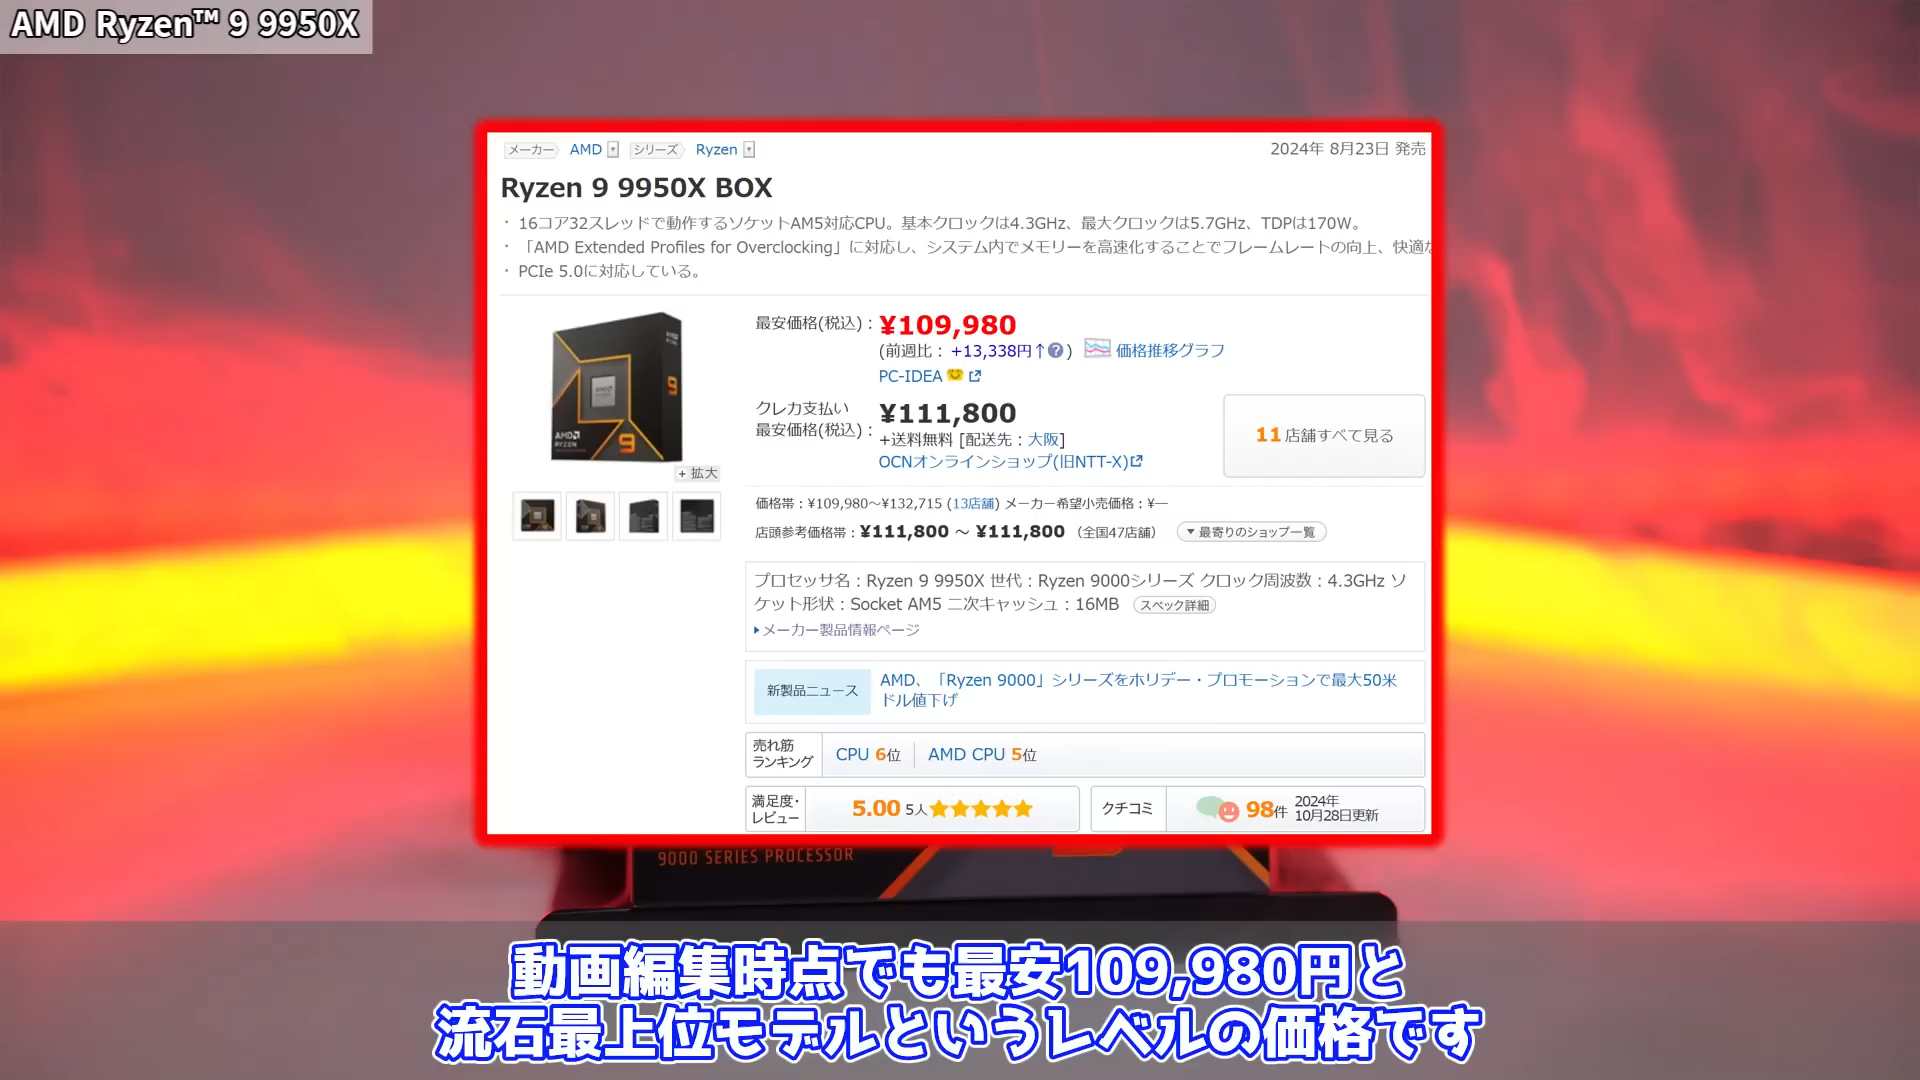 AMD Ryzen™ 9 9950X
メーカー AMD シリーズ Ryzen
2024年 8月23日 発売
Ryzen 9 9950X BOX
・ 16コア32スレッドで動作するソケットAM5対応CPU。基本クロックは4.3GHz、最大クロックは5.7GHz、TDPは170W。
・ 「AMD Extended Profiles for Overclocking」に対応し、システム内でメモリーを高速化することでフレームレートの向上、快適な
・ PCIe 5.0に対応している。
AMD
RYZEN
9
9
+ 拡大
最安価格(税込)：¥109,980
(前週比：+13,338円↑?) 価格推移グラフ
PC-IDEA
クレカ支払い
最安価格(税込)：¥111,800
+送料無料 [配送先：大阪]
OCNオンラインショップ(旧NTT-X)
11店舗すべて見る
価格帯：¥109,980～¥132,715 (13店舗) メーカー希望小売価格：¥―
店頭参考価格帯：¥111,800 ～ ¥111,800 （全国47店舗） ▼最寄りのショップ一覧
プロセッサ名：Ryzen 9 9950X 世代：Ryzen 9000シリーズ クロック周波数：4.3GHz ソ
ケット形状：Socket AM5 二次キャッシュ：16MB スペック詳細
メーカー製品情報ページ
新製品ニュース
AMD、「Ryzen 9000」シリーズをホリデー・プロモーションで最大50米
ドル値下げ
売れ筋
ランキング
CPU 6位 AMD CPU 5位
満足度・
レビュー
5.00 5人★★★★★
クチコミ
98件
2024年
10月28日更新
9000 SERIES PROCESSOR
動画編集時点でも最安109,980円と
流石最上位モデルというレベルの価格です